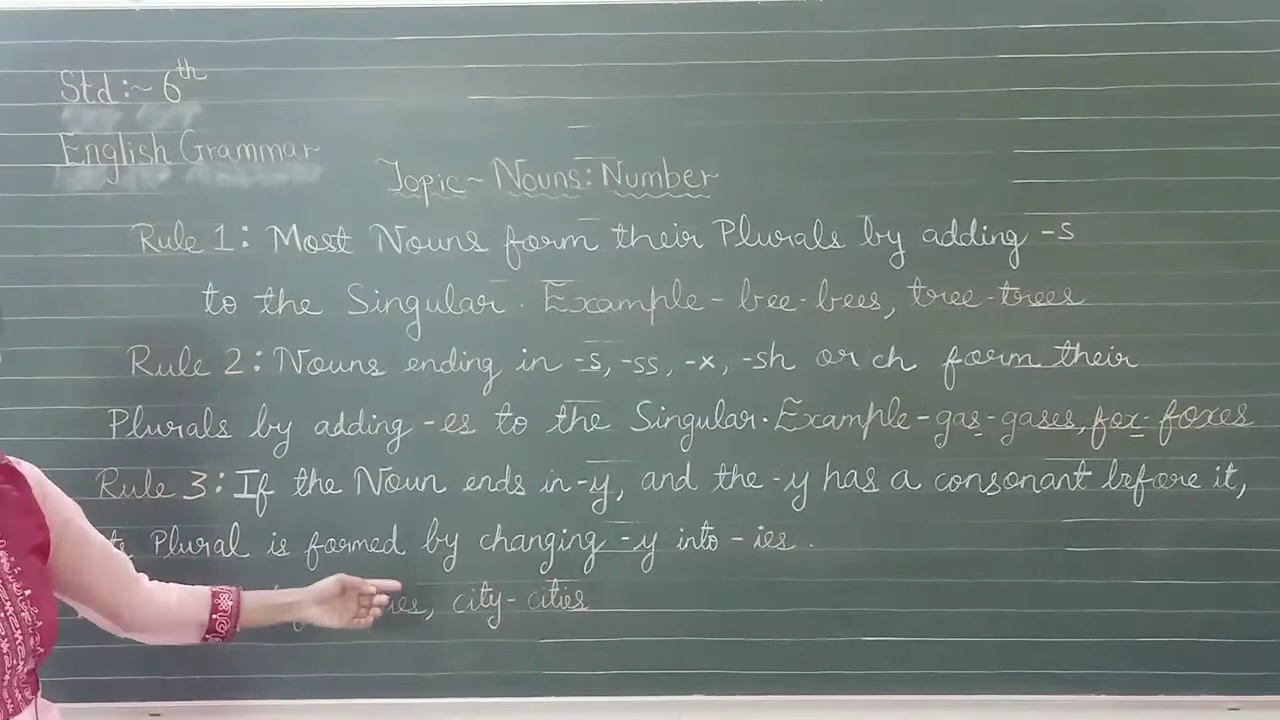 Std :~ 6th
English Grammar
Topic ~ Nouns: Number
Rule 1: Most Nouns form their Plurals by adding -s
to the Singular. Example - bee-bees, tree-trees
Rule 2: Nouns ending in -s, -ss, -x, -sh or ch form their
Plurals by adding -es to the Singular. Example - gas - gases, fox - foxes
Rule 3: If the Noun ends in -y, and the -y has a consonant before it,
Plural is formed by changing -y into - ies.
city - cities